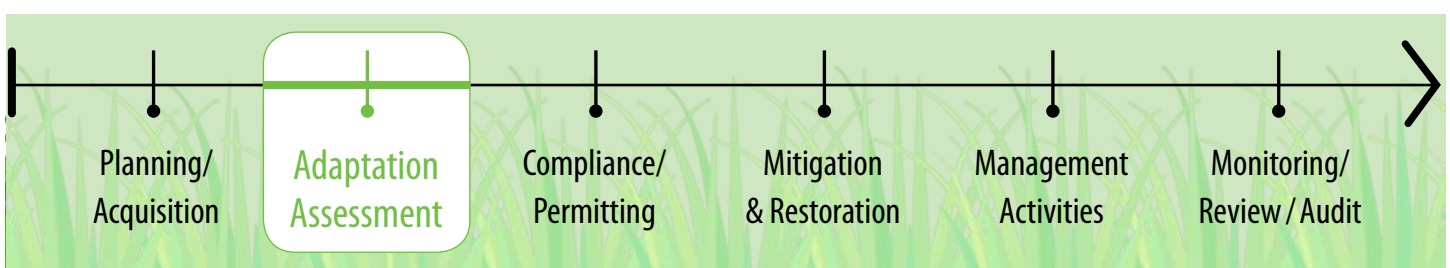 Planning/
Acquisition
Adaptation
Assessment
Compliance/
Permitting
Mitigation
& Restoration
Management
Activities
Monitoring/
Review / Audit